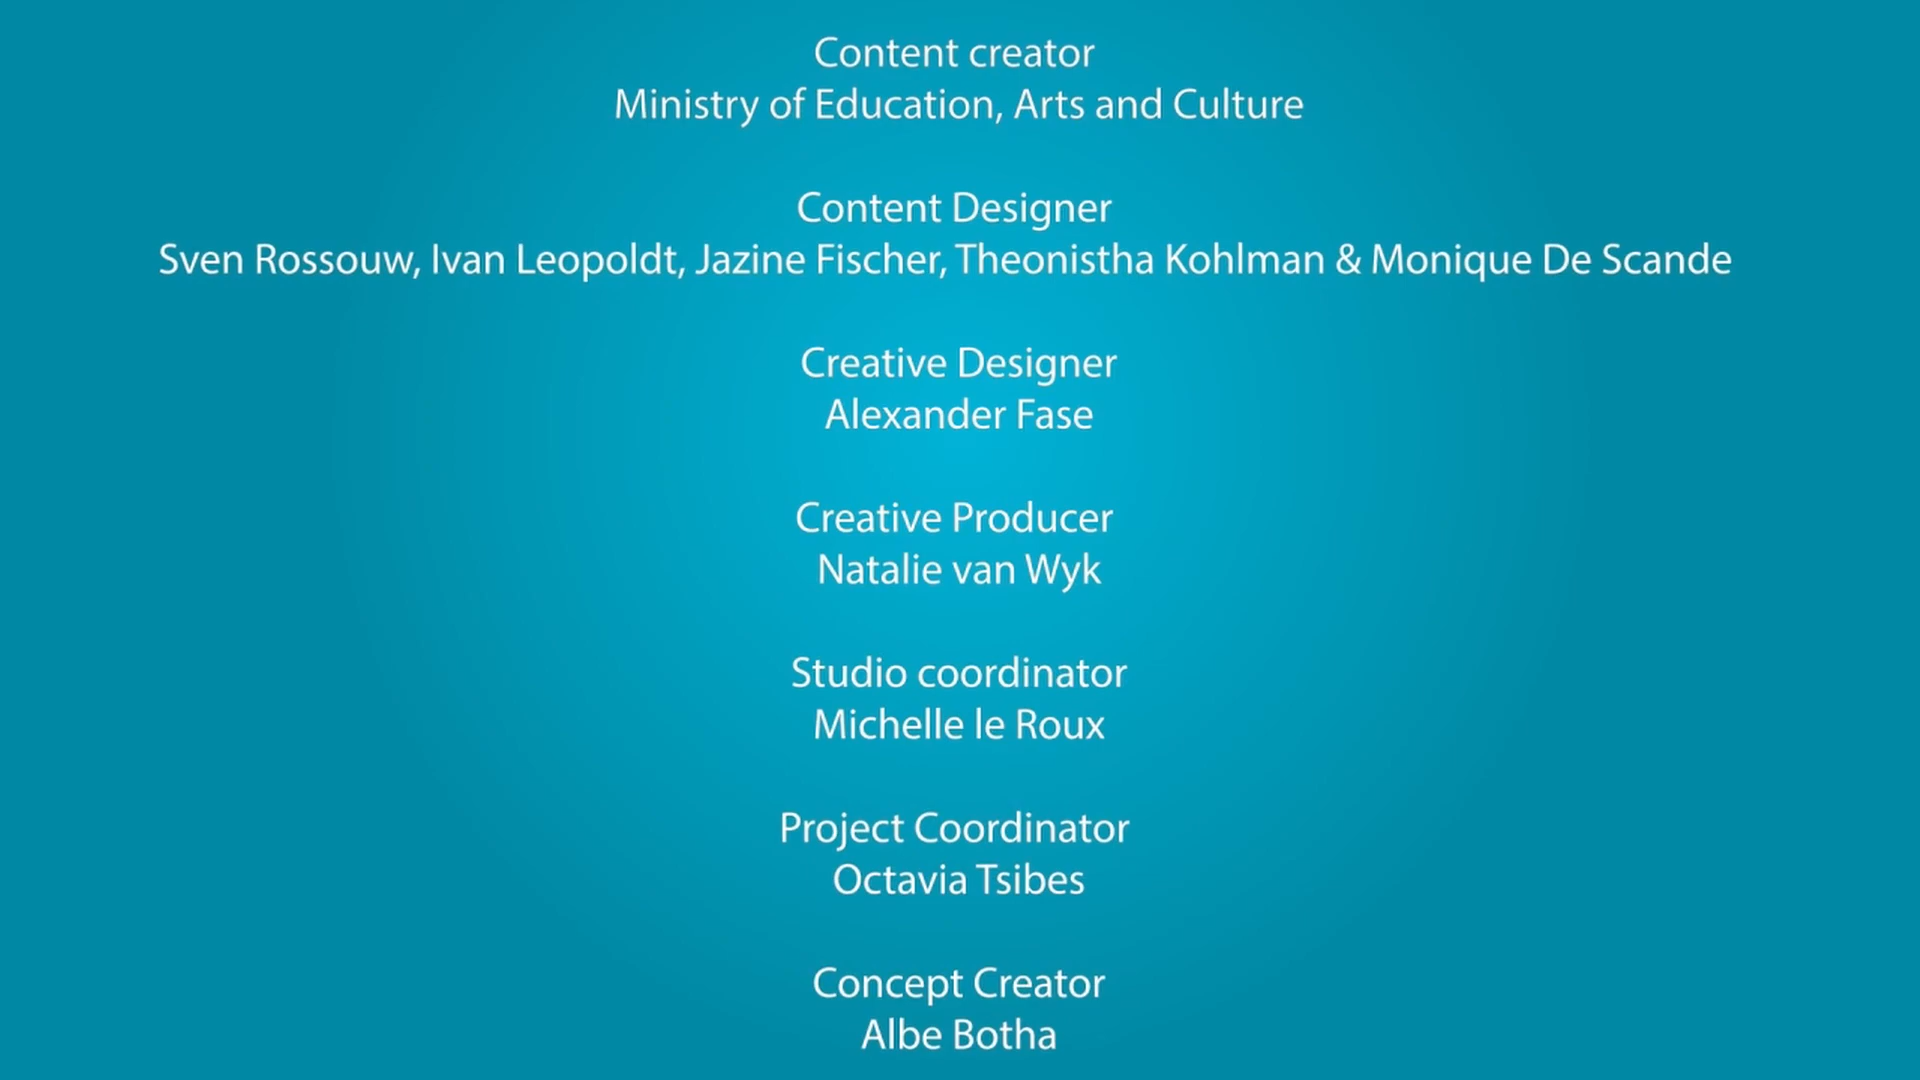 Content creator
Ministry of Education, Arts and Culture
Content Designer
Sven Rossouw, Ivan Leopoldt, Jazine Fischer, Theonistha Kohlman & Monique De Scande
Creative Designer
Alexander Fase
Creative Producer
Natalie van Wyk
Studio coordinator
Michelle le Roux
Project Coordinator
Octavia Tsibes
Concept Creator
Albe Botha